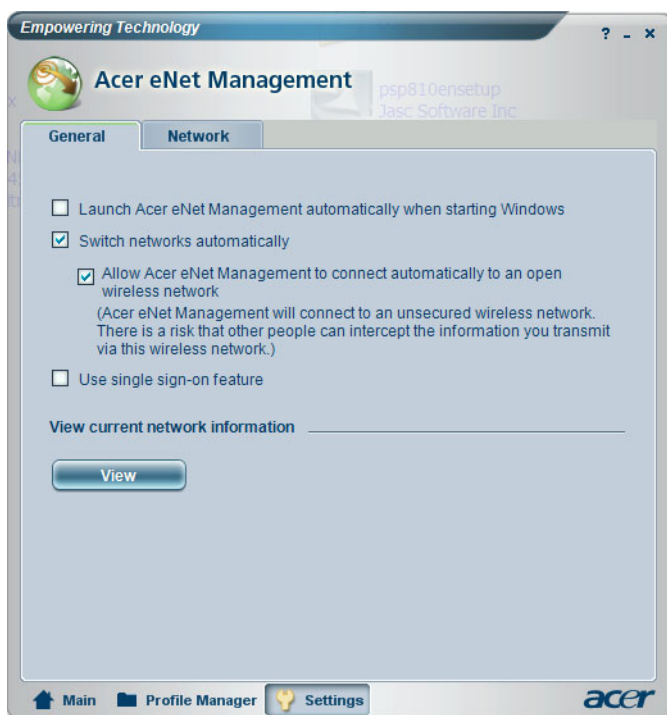 Empowering Technology
? - x
Acer eNet Management
psp810ensetup
Jasc Software Inc
General Network
Launch Acer eNet Management automatically when starting Windows
Switch networks automatically
Allow Acer eNet Management to connect automatically to an open
wireless network
(Acer eNet Management will connect to an unsecured wireless network.
There is a risk that other people can intercept the information you transmit
via this wireless network.)
Use single sign-on feature
View current network information
View
Main Profile Manager Settings
acer